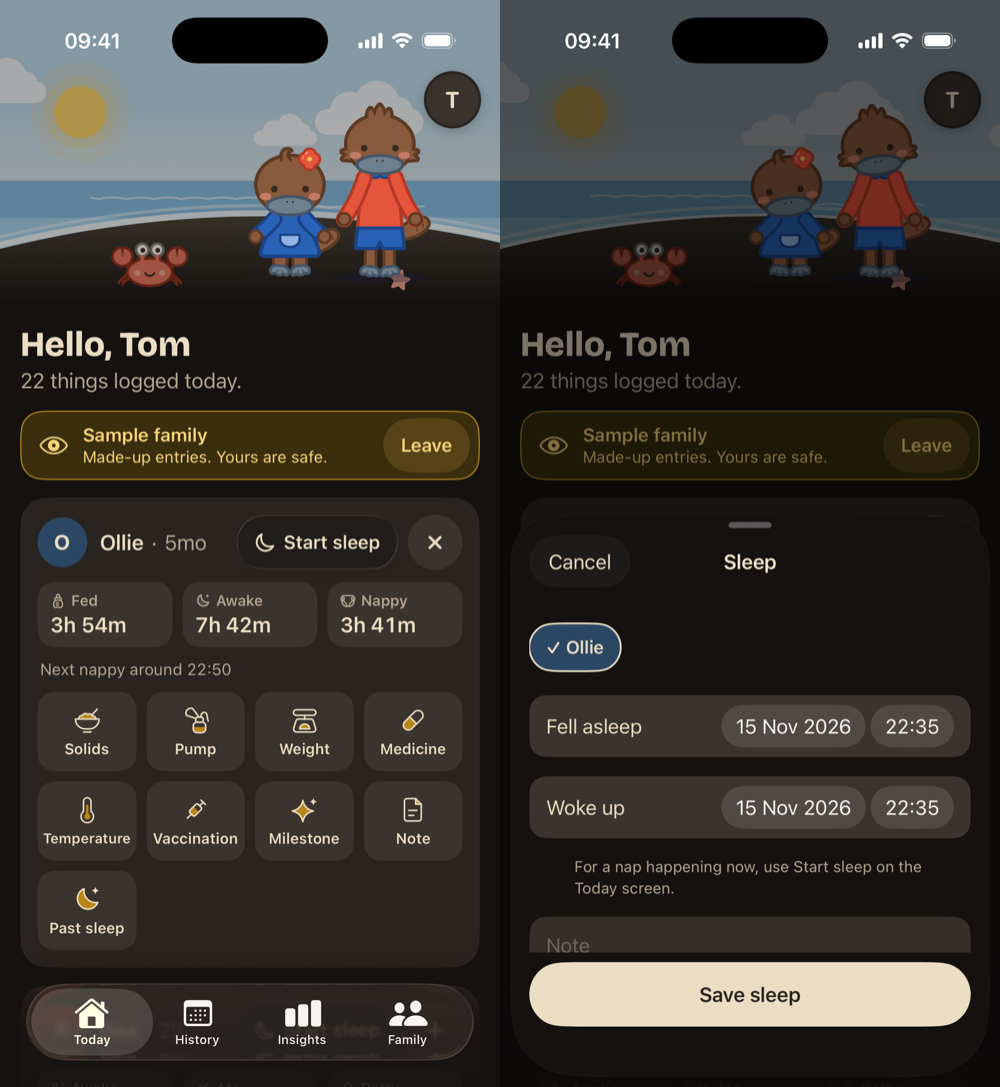 09:41
T
Hello, Tom
22 things logged today.
Sample family
Made-up entries. Yours are safe.
Leave
O
Ollie · 5mo
Start sleep
Fed
3h 54m
Awake
7h 42m
Nappy
3h 41m
Next nappy around 22:50
Solids
Pump
Weight
Medicine
Temperature
Vaccination
Milestone
Note
Past sleep
Today
History
Insights
Family
09:41
T
Hello, Tom
22 things logged today.
Sample family
Made-up entries. Yours are safe.
Leave
Cancel
Sleep
✓ Ollie
Fell asleep
15 Nov 2026
22:35
Woke up
15 Nov 2026
22:35
For a nap happening now, use Start sleep on the
Today screen.
Note
Save sleep